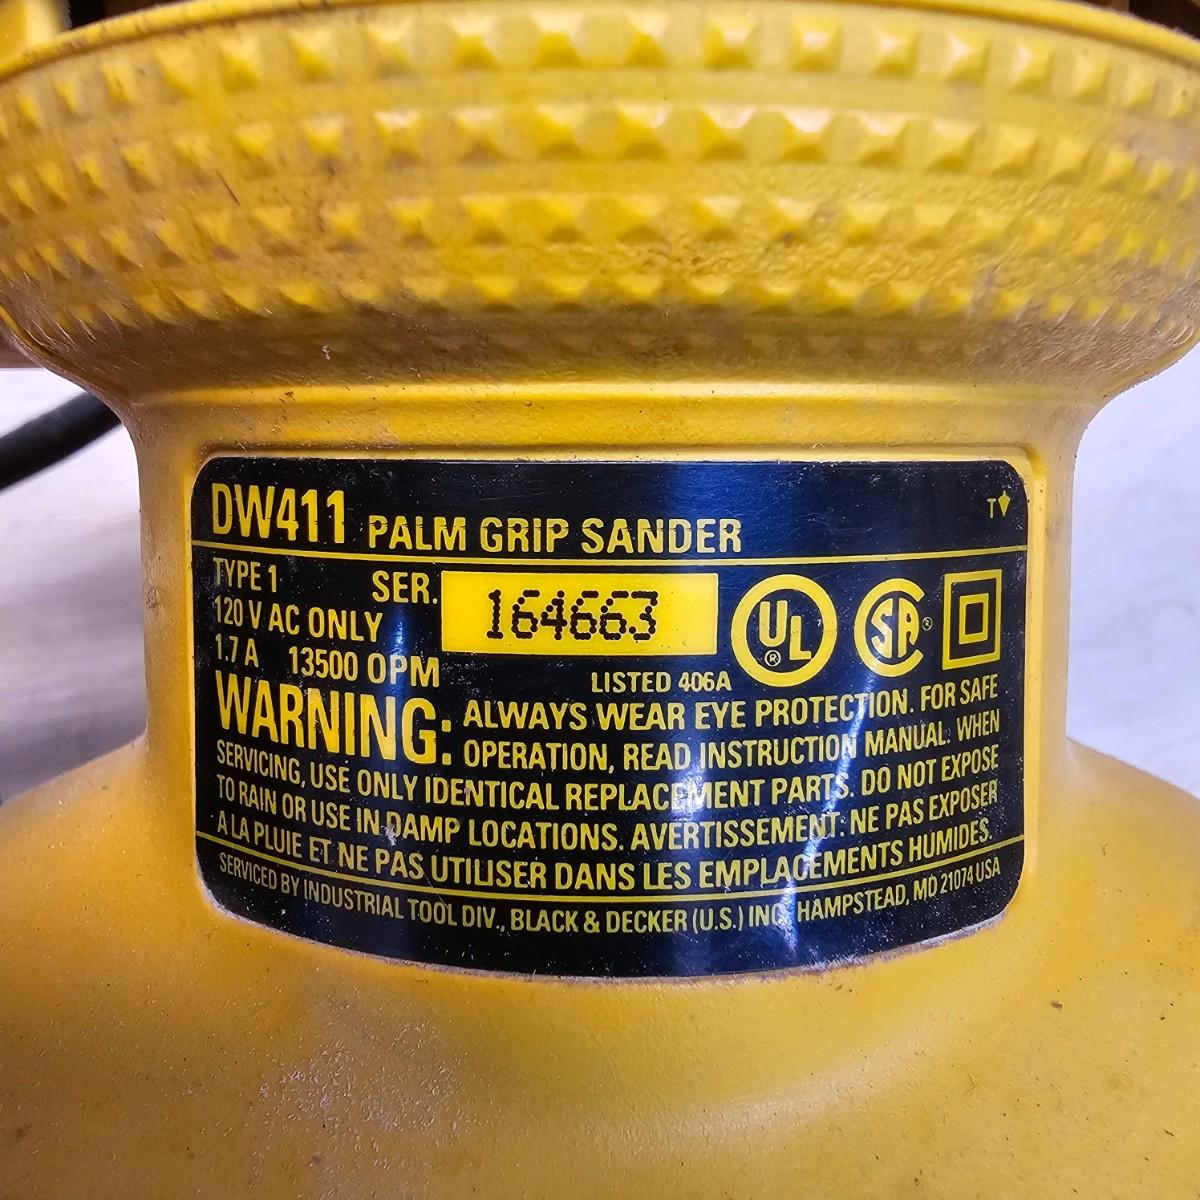 DW411 PALM GRIP SANDER T
TYPE 1 SER. 164663
120 V AC ONLY
1.7 A 13500 OPM
UL ® SA ®
LISTED 406A
WARNING: ALWAYS WEAR EYE PROTECTION. FOR SAFE
OPERATION, READ INSTRUCTION MANUAL. WHEN
SERVICING, USE ONLY IDENTICAL REPLACEMENT PARTS. DO NOT EXPOSE
TO RAIN OR USE IN DAMP LOCATIONS. AVERTISSEMENT: NE PAS EXPOSER
A LA PLUIE ET NE PAS UTILISER DANS LES EMPLACEMENTS HUMIDES.
SERVICED BY INDUSTRIAL TOOL DIV., BLACK & DECKER (U.S.) INC. HAMPSTEAD, MD 21074 USA